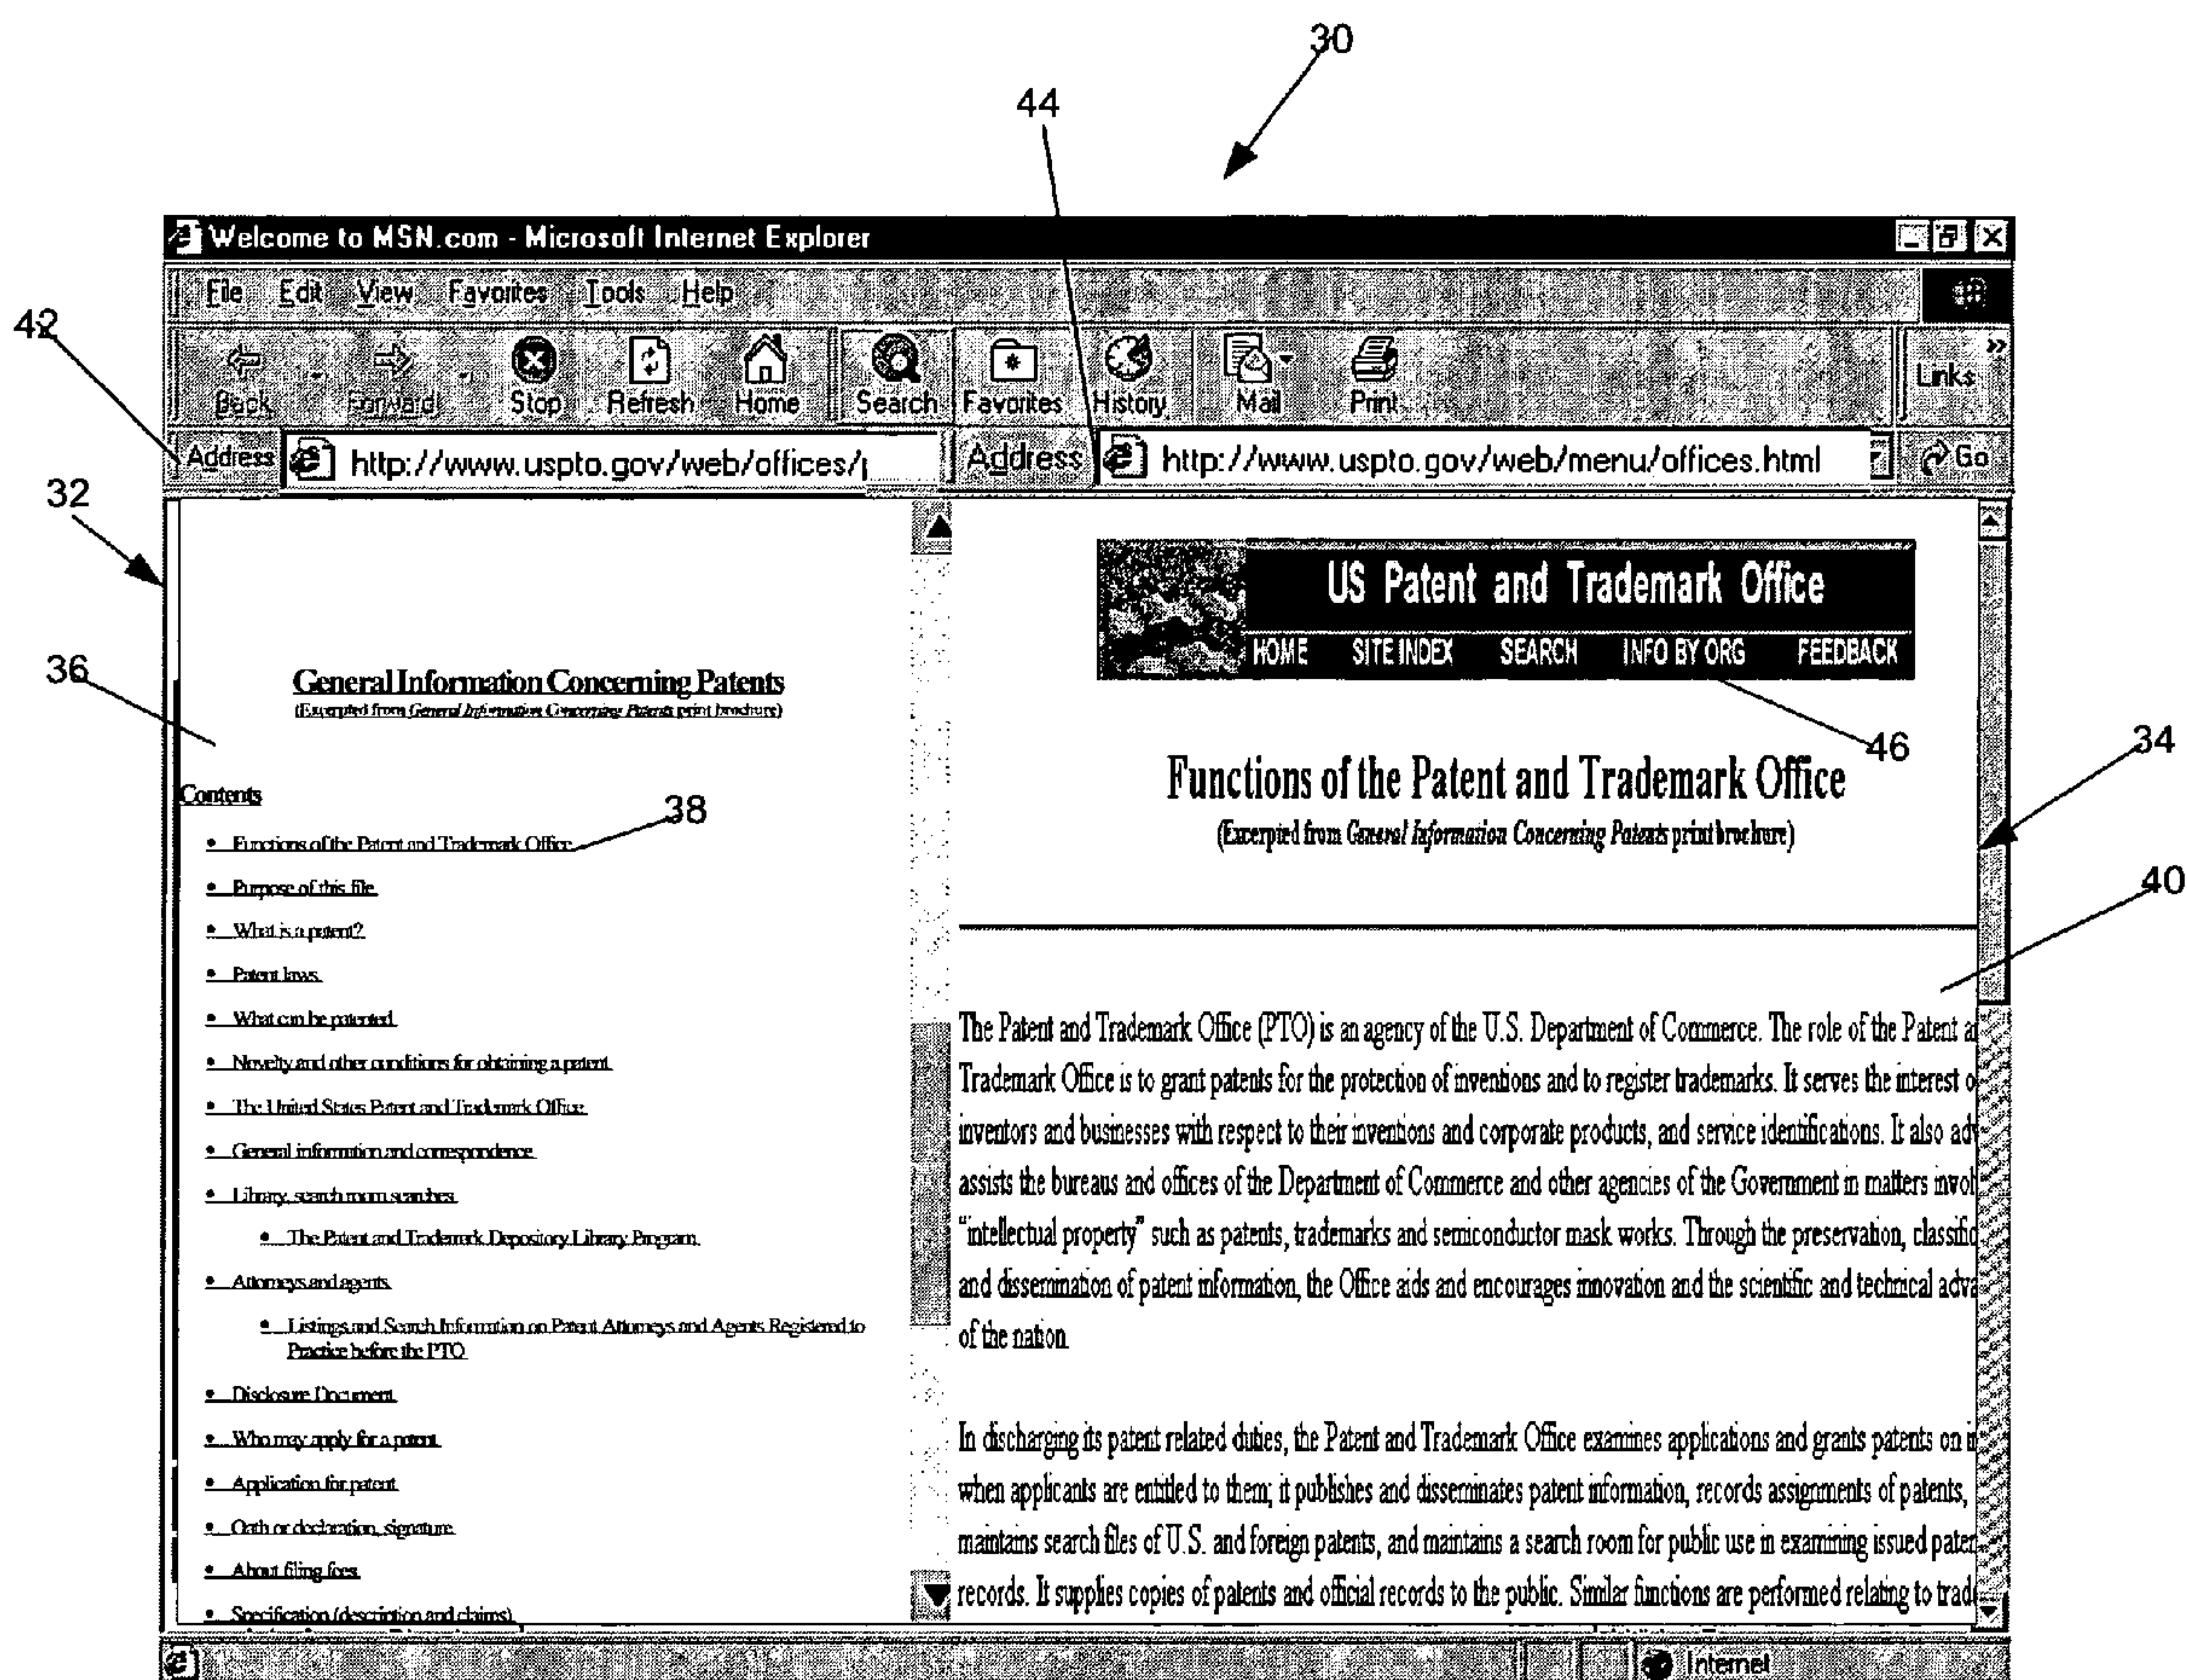 30
44
Welcome to MSN.com - Microsoft Internet Explorer
File Edit View Favorites Tools Help
42
Back Forward Stop Refresh Home Search Favorites History Mail Print Links »
Address http://www.uspto.gov/web/offices/p Address http://www.uspto.gov/web/menu/offices.html Go
32
36
General Information Concerning Patents
(Excerpted from General Information Concerning Patents print brochure)
Contents
38
• Functions of the Patent and Trademark Office
• Purpose of this file
• What is a patent?
• Patent laws
• What can be patented
• Novelty and other conditions for obtaining a patent
• The United States Patent and Trademark Office
• General information and correspondence
• Library, search room searches
• The Patent and Trademark Depository Library Program
• Attorneys and agents
• Listings and Search Information on Patent Attorneys and Agents Registered to
Practice before the PTO
• Disclosure Document
• Who may apply for a patent
• Application for patent
• Oath or declaration, signature
• About filing fees
• Specification (description and claims)
US Patent and Trademark Office
HOME SITE INDEX SEARCH INFO BY ORG FEEDBACK
46
34
Functions of the Patent and Trademark Office
(Excerpted from General Information Concerning Patents print brochure)
40
The Patent and Trademark Office (PTO) is an agency of the U.S. Department of Commerce. The role of the Patent a
Trademark Office is to grant patents for the protection of inventions and to register trademarks. It serves the interest o
inventors and businesses with respect to their inventions and corporate products, and service identifications. It also adv
assists the bureaus and offices of the Department of Commerce and other agencies of the Government in matters invol
"intellectual property" such as patents, trademarks and semiconductor mask works. Through the preservation, classific
and dissemination of patent information, the Office aids and encourages innovation and the scientific and technical adva
of the nation.
In discharging its patent related duties, the Patent and Trademark Office examines applications and grants patents on i
when applicants are entitled to them; it publishes and disseminates patent information, records assignments of patents,
maintains search files of U.S. and foreign patents, and maintains a search room for public use in examining issued paten
records. It supplies copies of patents and official records to the public. Similar functions are performed relating to trade
Internet